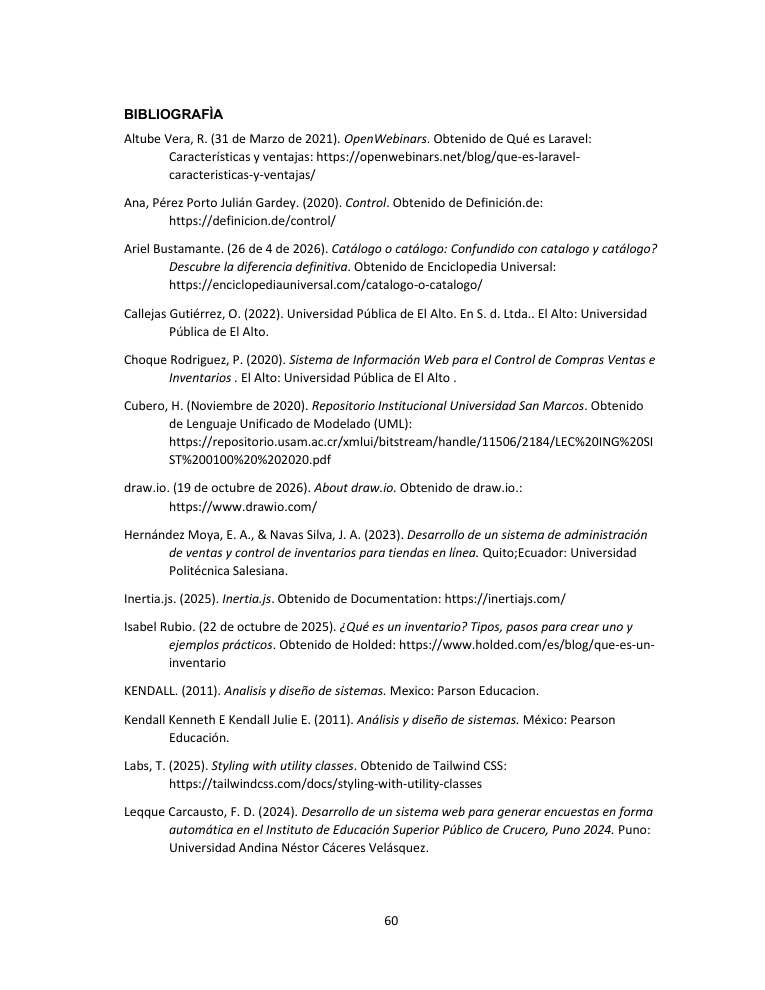 BIBLIOGRAFÌA
Altube Vera, R. (31 de Marzo de 2021). OpenWebinars. Obtenido de Qué es Laravel:
Características y ventajas: https://openwebinars.net/blog/que-es-laravel-
caracteristicas-y-ventajas/
Ana, Pérez Porto Julián Gardey. (2020). Control. Obtenido de Definición.de:
https://definicion.de/control/
Ariel Bustamante. (26 de 4 de 2026). Catálogo o catálogo: Confundido con catalogo y catálogo?
Descubre la diferencia definitiva. Obtenido de Enciclopedia Universal:
https://enciclopediauniversal.com/catalogo-o-catalogo/
Callejas Gutiérrez, O. (2022). Universidad Pública de El Alto. En S. d. Ltda.. El Alto: Universidad
Pública de El Alto.
Choque Rodriguez, P. (2020). Sistema de Información Web para el Control de Compras Ventas e
Inventarios . El Alto: Universidad Pública de El Alto .
Cubero, H. (Noviembre de 2020). Repositorio Institucional Universidad San Marcos. Obtenido
de Lenguaje Unificado de Modelado (UML):
https://repositorio.usam.ac.cr/xmlui/bitstream/handle/11506/2184/LEC%20ING%20SI
ST%200100%20%202020.pdf
draw.io. (19 de octubre de 2026). About draw.io. Obtenido de draw.io.:
https://www.drawio.com/
Hernández Moya, E. A., & Navas Silva, J. A. (2023). Desarrollo de un sistema de administración
de ventas y control de inventarios para tiendas en línea. Quito;Ecuador: Universidad
Politécnica Salesiana.
Inertia.js. (2025). Inertia.js. Obtenido de Documentation: https://inertiajs.com/
Isabel Rubio. (22 de octubre de 2025). ¿Qué es un inventario? Tipos, pasos para crear uno y
ejemplos prácticos. Obtenido de Holded: https://www.holded.com/es/blog/que-es-un-
inventario
KENDALL. (2011). Analisis y diseño de sistemas. Mexico: Parson Educacion.
Kendall Kenneth E Kendall Julie E. (2011). Análisis y diseño de sistemas. México: Pearson
Educación.
Labs, T. (2025). Styling with utility classes. Obtenido de Tailwind CSS:
https://tailwindcss.com/docs/styling-with-utility-classes
Leqque Carcausto, F. D. (2024). Desarrollo de un sistema web para generar encuestas en forma
automática en el Instituto de Educación Superior Público de Crucero, Puno 2024. Puno:
Universidad Andina Néstor Cáceres Velásquez.
60